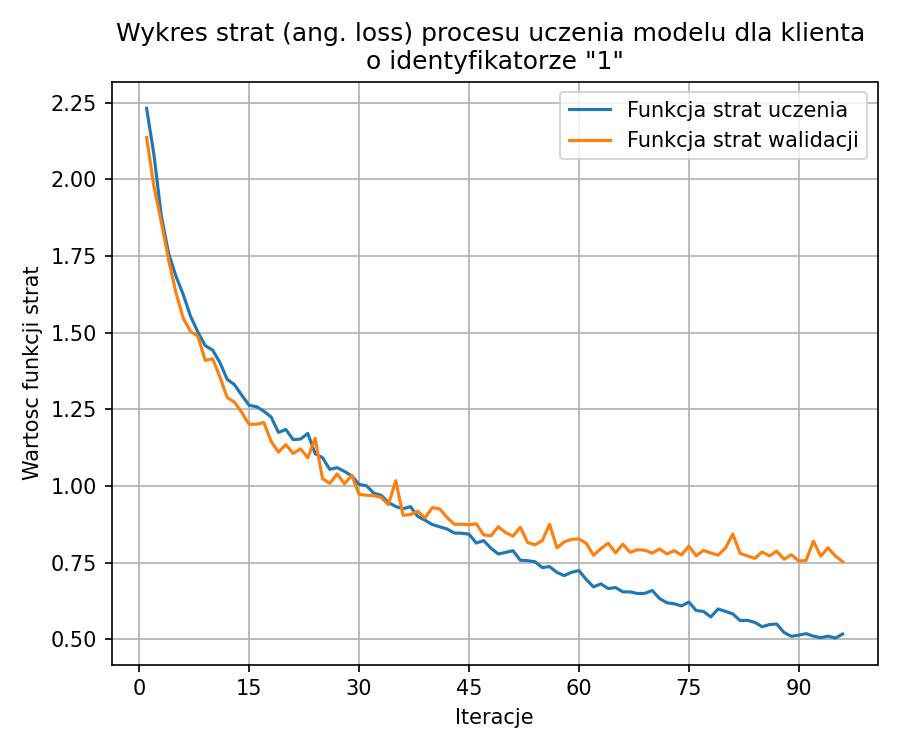 Wykres strat (ang. loss) procesu uczenia modelu dla klienta
o identyfikatorze "1"
Funkcja strat uczenia
Funkcja strat walidacji
Wartosc funkcji strat
2.25
2.00
1.75
1.50
1.25
1.00
0.75
0.50
0 15 30 45 60 75 90
Iteracje